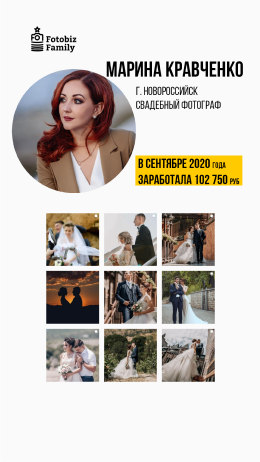 Fotobiz
Family
МАРИНА КРАВЧЕНКО
Г. НОВОРОССИЙСК
СВАДЕБНЫЙ ФОТОГРАФ
В СЕНТЯБРЕ 2020 ГОДА
ЗАРАБОТАЛА 102 750 РУБ